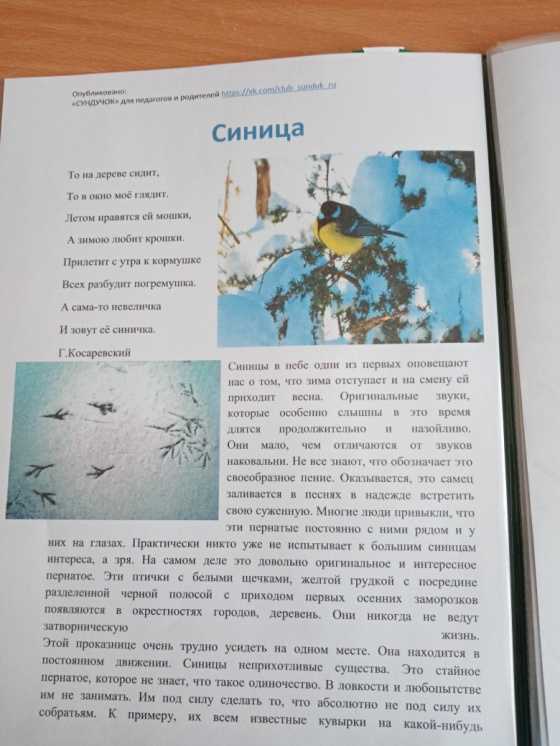 Опубликовано:
«СУНДУЧОК» для педагогов и родителей https://vk.com/club_sunduk_ru
Синица
То на дереве сидит,
То в окно моё глядит.
Летом нравятся ей мошки,
А зимою любит крошки.
Прилетит с утра к кормушке
Всех разбудит погремушка.
А сама-то невеличка
И зовут её синичка.
Г.Косаревский
Синицы в небе одни из первых оповещают
нас о том, что зима отступает и на смену ей
приходит весна. Оригинальные звуки,
которые особенно слышны в это время
длятся продолжительно и назойливо.
Они мало, чем отличаются от звуков
наковальни. Не все знают, что обозначает это
своеобразное пение. Оказывается, это самец
заливается в песнях в надежде встретить
свою суженную. Многие люди привыкли, что
эти пернатые постоянно с ними рядом и у
них на глазах. Практически никто уже не испытывает к большим синицам
интереса, а зря. На самом деле это довольно оригинальное и интересное
пернатое. Эти птички с белыми щечками, желтой грудкой с посредине
разделенной черной полосой с приходом первых осенних заморозков
появляются в окрестностях городов, деревень. Они никогда не ведут
затворническую жизнь.
Этой проказнице очень трудно усидеть на одном месте. Она находится в
постоянном движении. Синицы неприхотливые существа. Это стайное
пернатое, которое не знает, что такое одиночество. В ловкости и любопытстве
им не занимать. Им под силу сделать то, что абсолютно не под силу их
собратьям. К примеру, их всем известные кувырки на какой-нибудь